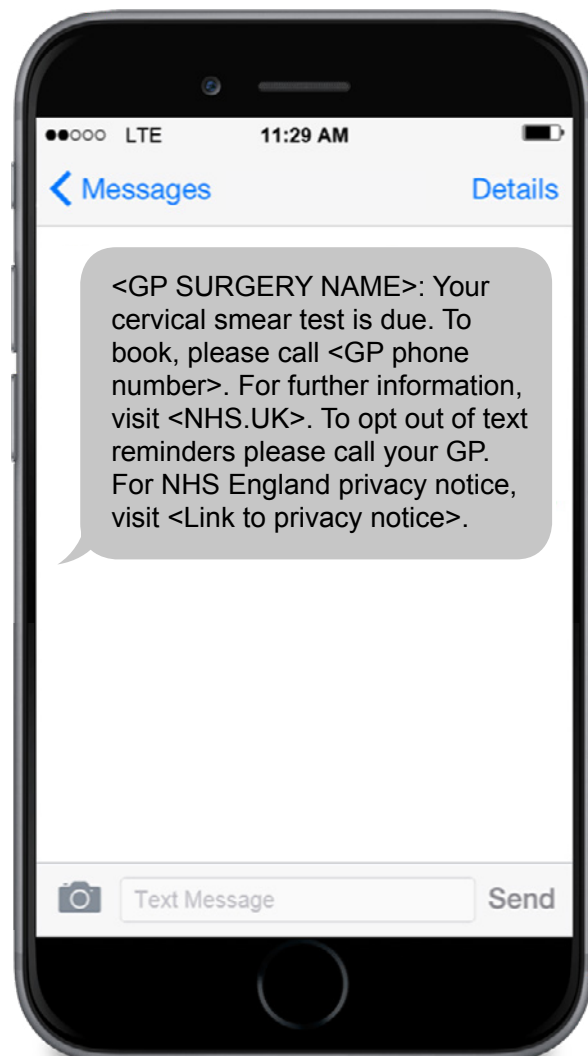 ●●○○○ LTE 11:29 AM
Messages Details
<GP SURGERY NAME>: Your
cervical smear test is due. To
book, please call <GP phone
number>. For further information,
visit <NHS.UK>. To opt out of text
reminders please call your GP.
For NHS England privacy notice,
visit <Link to privacy notice>.
Text Message Send